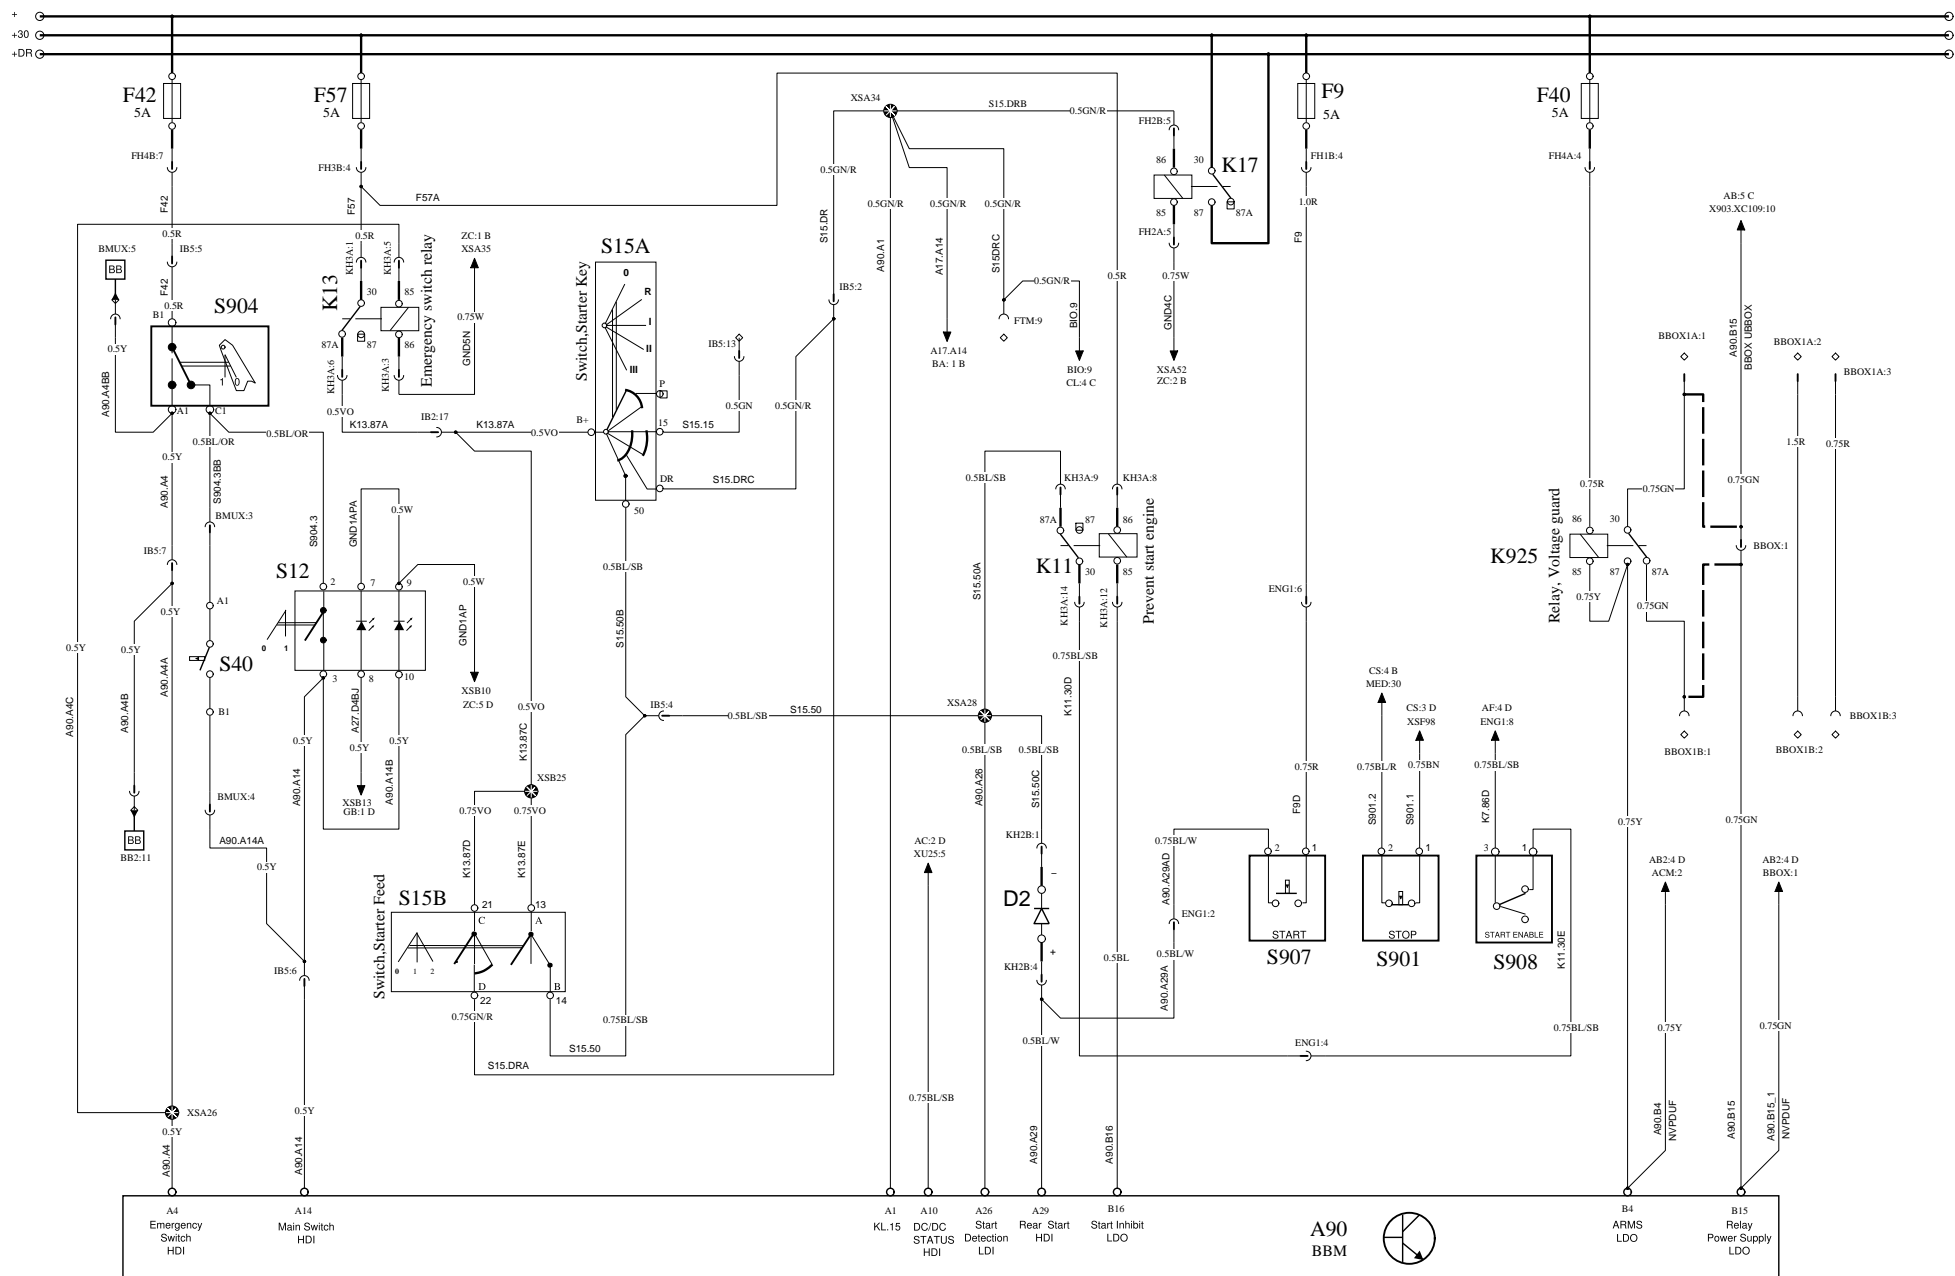 +
+30
+DR
F42
5A
F57
5A
F9
5A
F40
5A
FH4B:7
FH3B:4
FH1B:4
FH4A:4
XSA34
S15.DRB
0.5GN/R
FH2B:5
86
30
K17
85
87
87A
FH2A:5
0.75W
GND4C
XSA52
ZC:2 B
F42
0.5R
IB5:5
F42
0.5R
B1
S904
1 0
A1
C1
BMUX:5
BB
0.5Y
A90.A4BB
F57
0.5R
F57A
KH3A:1
KH3A:5
K13
30
85
87A
87
86
KH3A:6
KH3A:3
Emergency switch relay
ZC:1 B
XSA35
0.75W
GND5N
0.5VO
K13.87A
IB2:17
K13.87A
0.5VO
S15A
Switch,Starter Key
0
R
I
II
III
P
B+
15
DR
50
S15.15
0.5GN
IB5:13
S15.DRC
0.5GN/R
IB5:2
S15.DR
0.5GN/R
0.5GN/R
A90.A1
0.5GN/R
A17.A14
A17.A14
BA: 1 B
0.5GN/R
S15DRC
FTM:9
0.5GN/R
BIO.9
BIO:9
CL:4 C
0.5R
1.0R
F9
AB:5 C
X903.XC109:10
A90.B15
BBOX UBBOX
BBOX1A:1
BBOX1A:2
BBOX1A:3
1.5R
0.75R
0.75GN
BBOX:1
BBOX1B:1
BBOX1B:2
BBOX1B:3
0.5Y
A90.A4
IB5:7
0.5Y
0.5Y
A90.A4B
BB
BB2:11
A90.A4A
0.5Y
A90.A4C
0.5BL/OR
S904.3BB
BMUX:3
A1
S40
B1
BMUX:4
A90.A14A
0.5Y
0.5BL/OR
S904.3
S12
2
7
9
0 1
3
8
10
GND1APA
0.5W
0.5W
GND1AP
XSB10
ZC:5 D
A27.D4BJ
0.5Y
XSB13
GB:1 D
0.5Y
A90.A14B
0.5Y
A90.A14
IB5:6
0.5Y
A90.A14
0.5VO
K13.87C
XSB25
0.75VO
0.75VO
K13.87D
K13.87E
S15B
Switch,Starter Feed
21
13
C
A
0 1 2
D
B
22
14
0.75GN/R
S15.50
S15.DRA
0.75BL/SB
0.5BL/SB
S15.50B
IB5:4
0.5BL/SB
S15.50
XSA28
0.5BL/SB
S15.50A
KH3A:9
KH3A:8
87A
87
86
K11
30
85
KH3A:14
KH3A:12
Prevent start engine
0.75BL/SB
K11.30D
0.5BL/SB
A90.A26
0.5BL/SB
S15.50C
KH2B:1
−
D2
+
KH2B:4
0.5BL/W
A90.A29
0.5BL
A90.B16
AC:2 D
XU25:5
0.75BL/SB
0.75BL/W
A90.A29AD
ENG1:2
0.5BL/W
A90.A29A
ENG1:6
0.75R
F9D
2
1
START
S907
CS:4 B
MED:30
0.75BL/R
S901.2
CS:3 D
XSF98
0.75BN
S901.1
2
1
STOP
S901
AF:4 D
ENG1:8
0.75BL/SB
K7.86D
3
1
START ENABLE
S908
K11.30E
0.75BL/SB
ENG1:4
0.75R
0.75GN
86
30
K925
Relay, Voltage guard
85
87
87A
0.75Y
0.75GN
0.75Y
AB2:4 D
ACM:2
0.75Y
A90.B4
NVPDUF
0.75GN
A90.B15
AB2:4 D
BBOX:1
0.75GN
A90.B15_1
NVPDUF
XSA26
0.5Y
A90.A4
A4
Emergency
Switch
HDI
A14
Main Switch
HDI
A1
KL.15
A10
DC/DC
STATUS
HDI
A26
Start
Detection
LDI
A29
Rear Start
HDI
B16
Start Inhibit
LDO
A90
BBM
B4
ARMS
LDO
B15
Relay
Power Supply
LDO